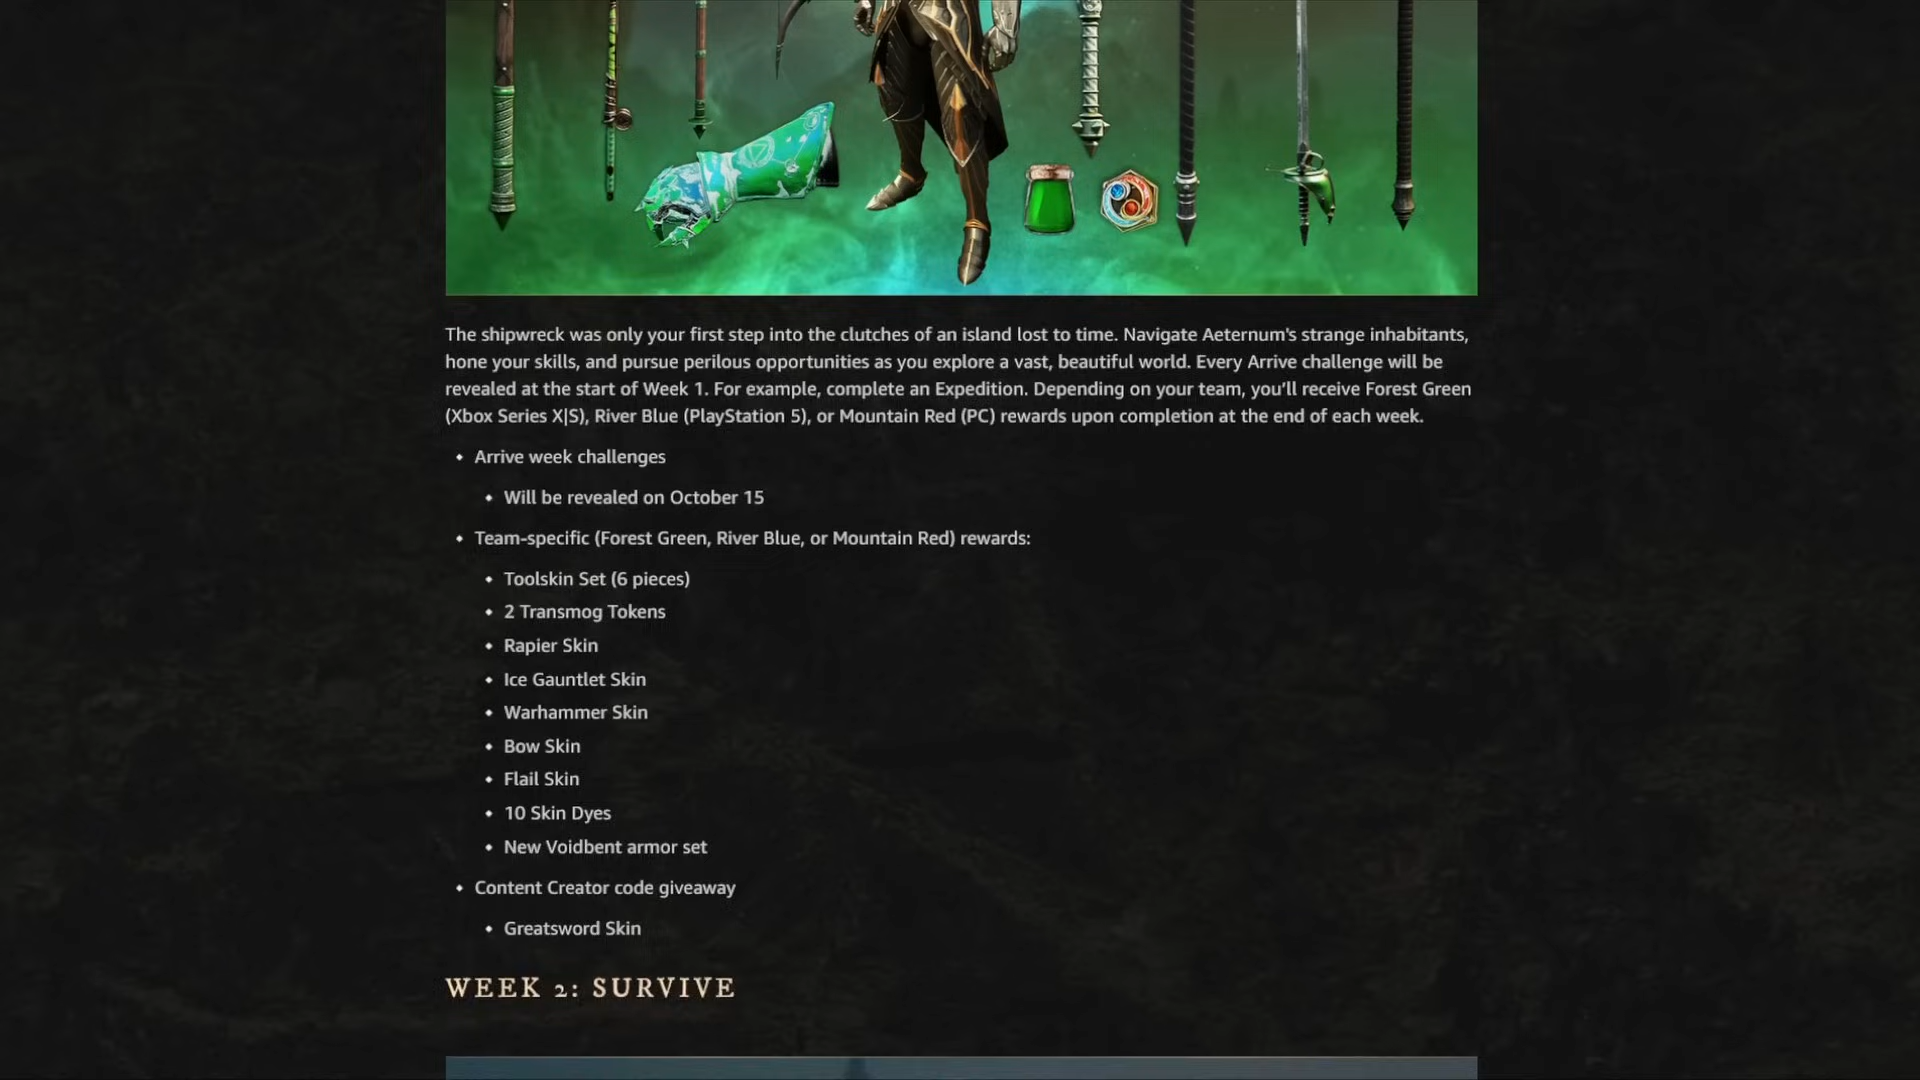 The shipwreck was only your first step into the clutches of an island lost to time. Navigate Aeternum's strange inhabitants,
hone your skills, and pursue perilous opportunities as you explore a vast, beautiful world. Every Arrive challenge will be
revealed at the start of Week 1. For example, complete an Expedition. Depending on your team, you’ll receive Forest Green
(Xbox Series X|S), River Blue (PlayStation 5), or Mountain Red (PC) rewards upon completion at the end of each week.
Arrive week challenges
Will be revealed on October 15
Team-specific (Forest Green, River Blue, or Mountain Red) rewards:
Toolskin Set (6 pieces)
2 Transmog Tokens
Rapier Skin
Ice Gauntlet Skin
Warhammer Skin
Bow Skin
Flail Skin
10 Skin Dyes
New Voidbent armor set
Content Creator code giveaway
Greatsword Skin
WEEK 2: SURVIVE